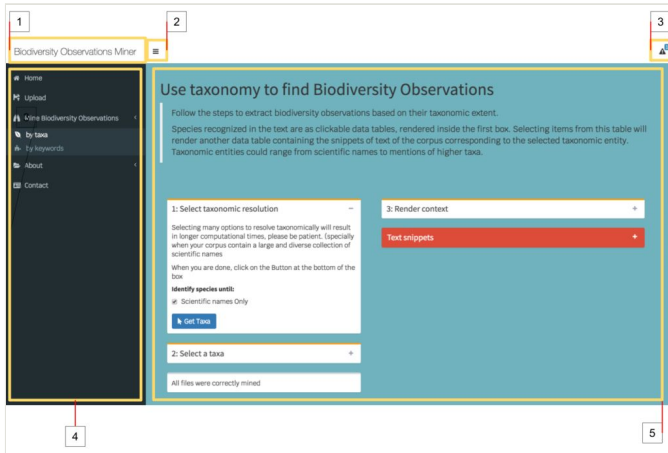 1
2
3
Biodiversity Observations Miner
Home
Upload
Mine Biodiversity Observations
by taxa
by keywords
About
Contact
Use taxonomy to find Biodiversity Observations
Follow the steps to extract biodiversity observations based on their taxonomic extent.
Species recognized in the text are as clickable data tables, rendered inside the first box. Selecting items from this table will
render another data table containing the snippets of text of the corpus corresponding to the selected taxonomic entity.
Taxonomic entities could range from scientific names to mentions of higher taxa.
1: Select taxonomic resolution
Selecting many options to resolve taxonomically will result
in longer computational times, please be patient. (specially
when your corpus contain a large and diverse collection of
scientific names
When you are done, click on the Button at the bottom of the
box
Identify species until:
Scientific names Only
Get Taxa
2: Select a taxa
All files were correctly mined
3: Render context
Text snippets
4
5